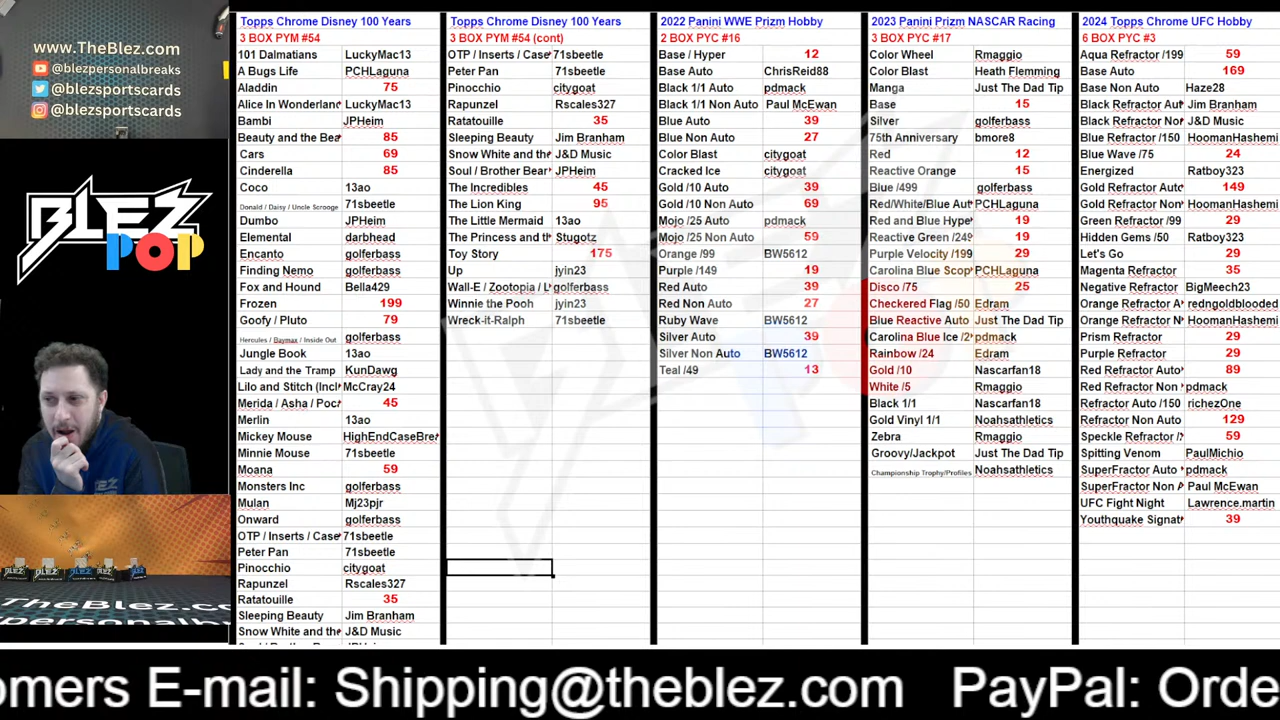 www.TheBlez.com
@blezpersonalbreaks
@blezsportscards
BLEZ
POP
TheBlez.co
Topps Chrome Disney 100 Years
3 BOX PYM #54
101 Dalmatians LuckyMac13
A Bugs Life PCHLaguna
Aladdin 75
Alice In Wonderlan LuckyMac13
Bambi JPHeim
Beauty and the Bea 85
Cars 69
Cinderella 85
Coco 13ao
Donald / Daisy / Uncle Scrooge 71sbeetle
Dumbo JPHeim
Elemental darbhead
Encanto golferbass
Finding Nemo golferbass
Fox and Hound Bella429
Frozen 199
Goofy / Pluto 79
Hercules / Baymax / Inside Out golferbass
Jungle Book 13ao
Lady and the Tramp KunDawg
Lilo and Stitch (Incl McCray24
Merida / Asha / Poc 45
Merlin 13ao
Mickey Mouse HighEndCaseBre
Minnie Mouse 71sbeetle
Moana 59
Monsters Inc golferbass
Mulan Mj23pjr
Onward golferbass
OTP / Inserts / Case 71sbeetle
Peter Pan 71sbeetle
Pinocchio citygoat
Rapunzel Rscales327
Ratatouille 35
Sleeping Beauty Jim Branham
Snow White and the J&D Music
Topps Chrome Disney 100 Years
3 BOX PYM #54 (cont)
OTP / Inserts / Case 71sbeetle
Peter Pan 71sbeetle
Pinocchio citygoat
Rapunzel Rscales327
Ratatouille 35
Sleeping Beauty Jim Branham
Snow White and the J&D Music
Soul / Brother Bear JPHeim
The Incredibles 45
The Lion King 95
The Little Mermaid 13ao
The Princess and th Stugotz
Toy Story 175
Up jyin23
Wall-E / Zootopia / L golferbass
Winnie the Pooh jyin23
Wreck-it-Ralph 71sbeetle
2022 Panini WWE Prizm Hobby
2 BOX PYC #16
Base / Hyper 12
Base Auto ChrisReid88
Black 1/1 Auto pdmack
Black 1/1 Non Auto Paul McEwan
Blue Auto 39
Blue Non Auto 27
Color Blast citygoat
Cracked Ice citygoat
Gold /10 Auto 39
Gold /10 Non Auto 69
Mojo /25 Auto pdmack
Mojo /25 Non Auto 59
Orange /99 BW5612
Purple /149 19
Red Auto 39
Red Non Auto 27
Ruby Wave BW5612
Silver Auto 39
Silver Non Auto BW5612
Teal /49 13
2023 Panini Prizm NASCAR Racing
3 BOX PYC #17
Color Wheel Rmaggio
Color Blast Heath Flemming
Manga Just The Dad Tip
Base 15
Silver golferbass
75th Anniversary bmore8
Red 12
Reactive Orange 15
Blue /499 golferbass
Red/White/Blue Aut PCHLaguna
Red and Blue Hype 19
Reactive Green /249 19
Purple Velocity /199 29
Carolina Blue Scop PCHLaguna
Disco /75 25
Checkered Flag /50 Edram
Blue Reactive Auto Just The Dad Tip
Carolina Blue Ice /2 pdmack
Rainbow /24 Edram
Gold /10 Nascarfan18
White /5 Rmaggio
Black 1/1 Nascarfan18
Gold Vinyl 1/1 Noahsathletics
Zebra Rmaggio
Groovy/Jackpot Just The Dad Tip
Championship Trophy/Profiles Noahsathletics
2024 Topps Chrome UFC Hobby
6 BOX PYC #3
Aqua Refractor /199 59
Base Auto 169
Base Non Auto Haze28
Black Refractor Aut Jim Branham
Black Refractor Nor J&D Music
Blue Refractor /150 HoomanHashemi
Blue Wave /75 24
Energized Ratboy323
Gold Refractor Auto 149
Gold Refractor Non HoomanHashemi
Green Refractor /99 29
Hidden Gems /50 Ratboy323
Let's Go 29
Magenta Refractor 35
Negative Refractor BigMeech23
Orange Refractor A redngoldblooded
Orange Refractor N HoomanHashemi
Prism Refractor 29
Purple Refractor 29
Red Refractor Auto 89
Red Refractor Non pdmack
Refractor Auto /150 richezOne
Refractor Non Auto 129
Speckle Refractor /2 59
Spitting Venom PaulMichio
SuperFractor Auto pdmack
SuperFractor Non A Paul McEwan
UFC Fight Night Lawrence.martin
Youthquake Signat 39
omers E-mail: Shipping@theblez.com PayPal: Orde